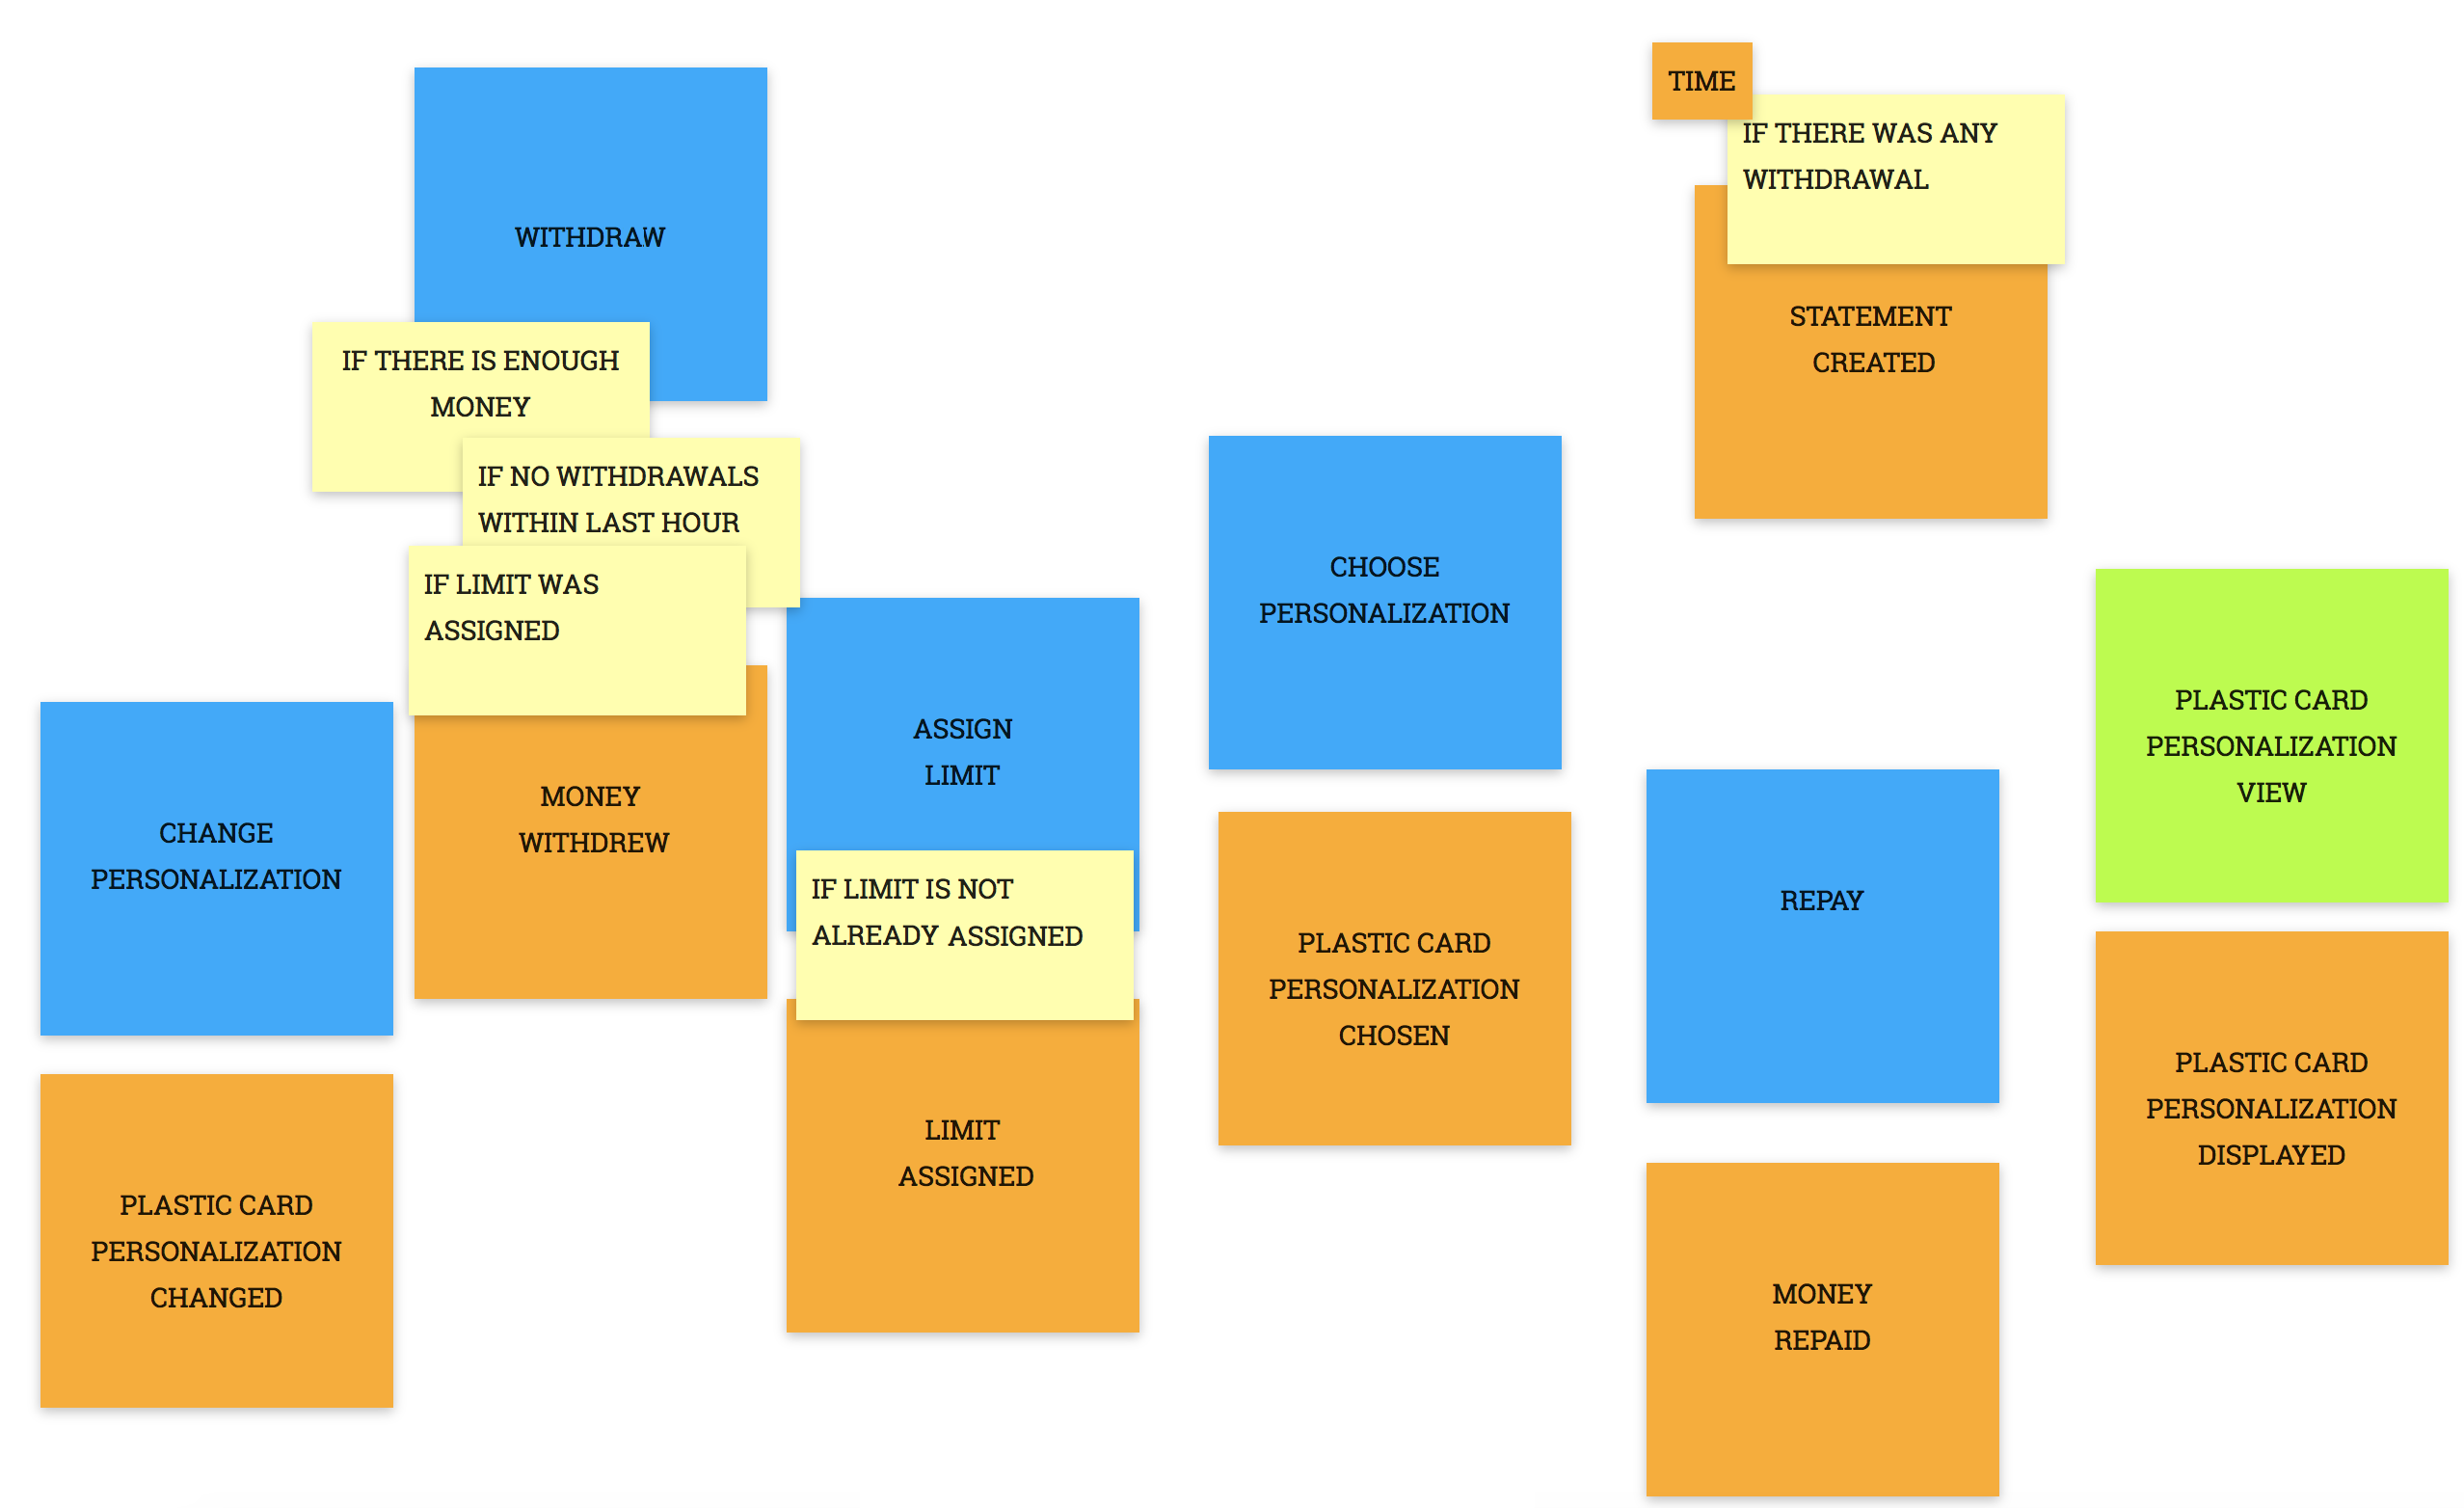 TIME
IF THERE WAS ANY
WITHDRAWAL
STATEMENT
CREATED
WITHDRAW
IF THERE IS ENOUGH
MONEY
IF NO WITHDRAWALS
WITHIN LAST HOUR
IF LIMIT WAS
ASSIGNED
MONEY
WITHDREW
CHANGE
PERSONALIZATION
PLASTIC CARD
PERSONALIZATION
CHANGED
ASSIGN
LIMIT
IF LIMIT IS NOT
ALREADY ASSIGNED
LIMIT
ASSIGNED
CHOOSE
PERSONALIZATION
PLASTIC CARD
PERSONALIZATION
CHOSEN
REPAY
MONEY
REPAID
PLASTIC CARD
PERSONALIZATION
VIEW
PLASTIC CARD
PERSONALIZATION
DISPLAYED